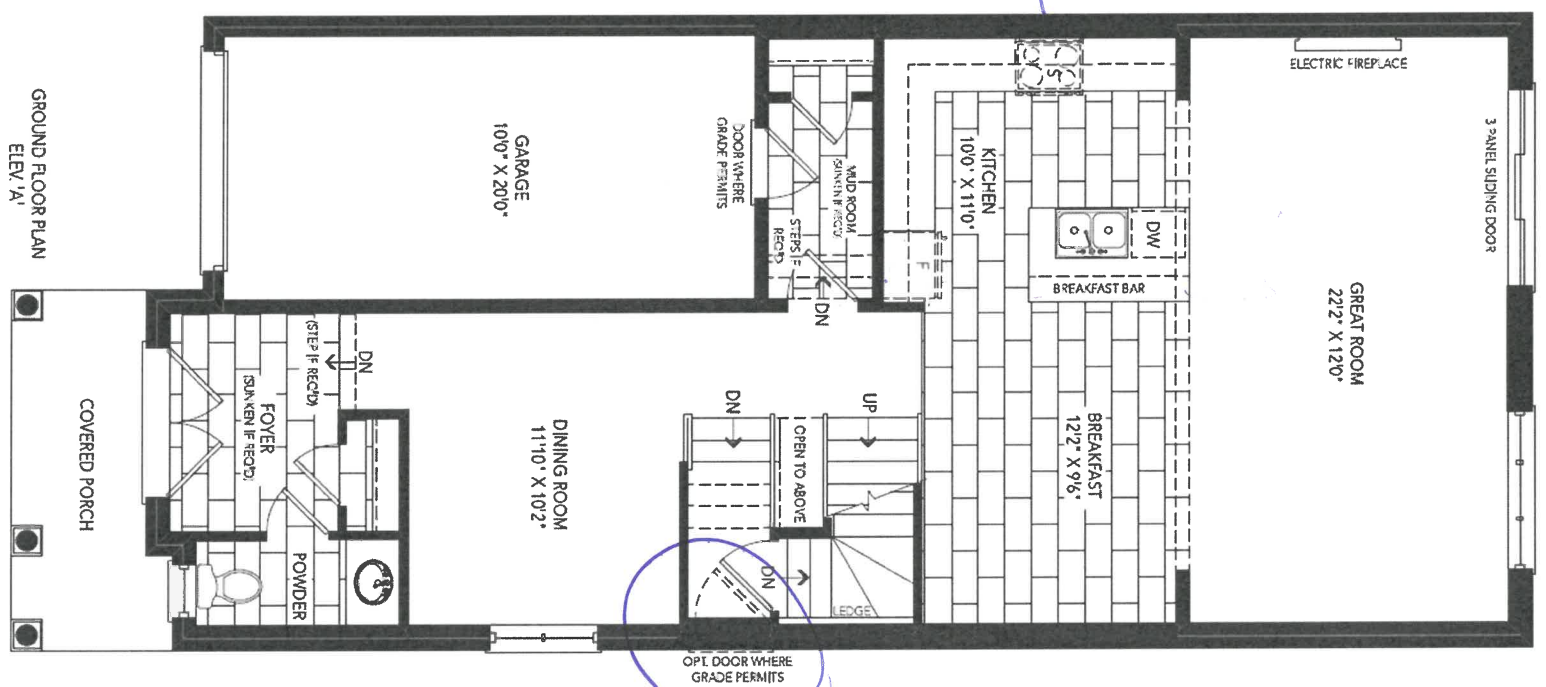 GROUND FLOOR PLAN
ELEV. 'A'
GARAGE
10'0" X 20'0"
DOOR WHERE
GRADE PERMITS
MUD ROOM
(SUNKEN IF REQ'D)
STEPS IF
REQ'D
DN
KITCHEN
10'0" X 11'0"
S
F
DW
BREAKFAST BAR
ELECTRIC FIREPLACE
3 PANEL SLIDING DOOR
GREAT ROOM
22'2" X 12'0"
BREAKFAST
12'2" X 9'6"
COVERED PORCH
FOYER
(SUNKEN IF REQ'D)
(STEP IF REQ'D)
DN
POWDER
DINING ROOM
11'10" X 10'2"
DN
OPEN TO ABOVE
UP
DN
LEDGE
OPT. DOOR WHERE
GRADE PERMITS